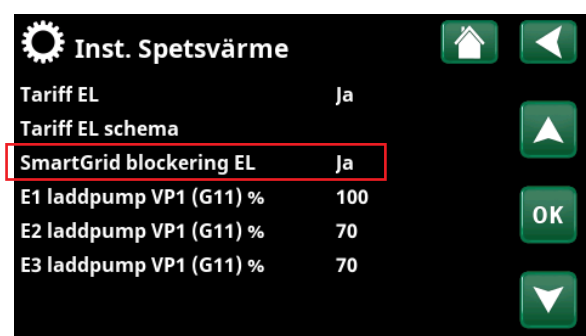 Inst. Spetsvärme
Tariff EL Ja
Tariff EL schema
SmartGrid blockering EL Ja
E1 laddpump VP1 (G11) % 100
E2 laddpump VP1 (G11) % 70
E3 laddpump VP1 (G11) % 70
OK